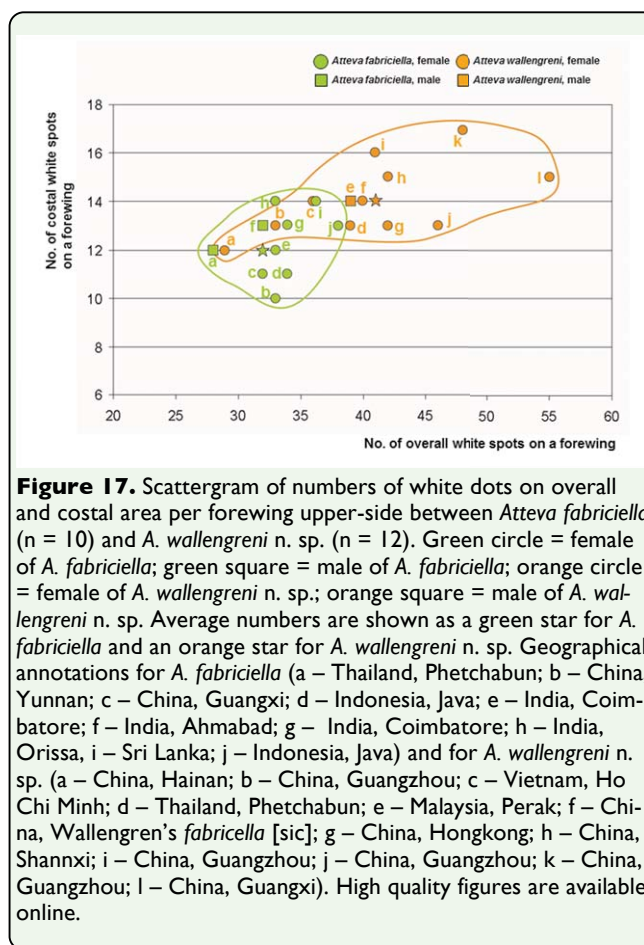 Atteva fabriciella, female Atteva wallengreni, female
Atteva fabriciella, male Atteva wallengreni, male
No. of costal white spots
on a forewing
18
16
14
12
10
8
6
k
i
h
l
h
e f
c i
f
b
g
j
d
g
j
a
a
e
c
d
b
20 25 30 35 40 45 50 55 60
No. of overall white spots on a forewing
Figure 17. Scattergram of numbers of white dots on overall
and costal area per forewing upper-side between Atteva fabriciella
(n = 10) and A. wallengreni n. sp. (n = 12). Green circle = female
of A. fabriciella; green square = male of A. fabriciella; orange circle
= female of A. wallengreni n. sp.; orange square = male of A. wal-
lengreni n. sp. Average numbers are shown as a green star for A.
fabriciella and an orange star for A. wallengreni n. sp. Geographical
annotations for A. fabriciella (a – Thailand, Phetchabun; b – China
Yunnan; c – China, Guangxi; d – Indonesia, Java; e – India, Coim-
batore; f – India, Ahmabad; g – India, Coimbatore; h – India,
Orissa, i – Sri Lanka; j – Indonesia, Java) and for A. wallengreni n.
sp. (a – China, Hainan; b – China, Guangzhou; c – Vietnam, Ho
Chi Minh; d – Thailand, Phetchabun; e – Malaysia, Perak; f – Chi-
na, Wallengren's fabricella [sic]; g – China, Hongkong; h – China,
Shannxi; i – China, Guangzhou; j – China, Guangzhou; k – China,
Guangzhou; l – China, Guangxi). High quality figures are available
online.